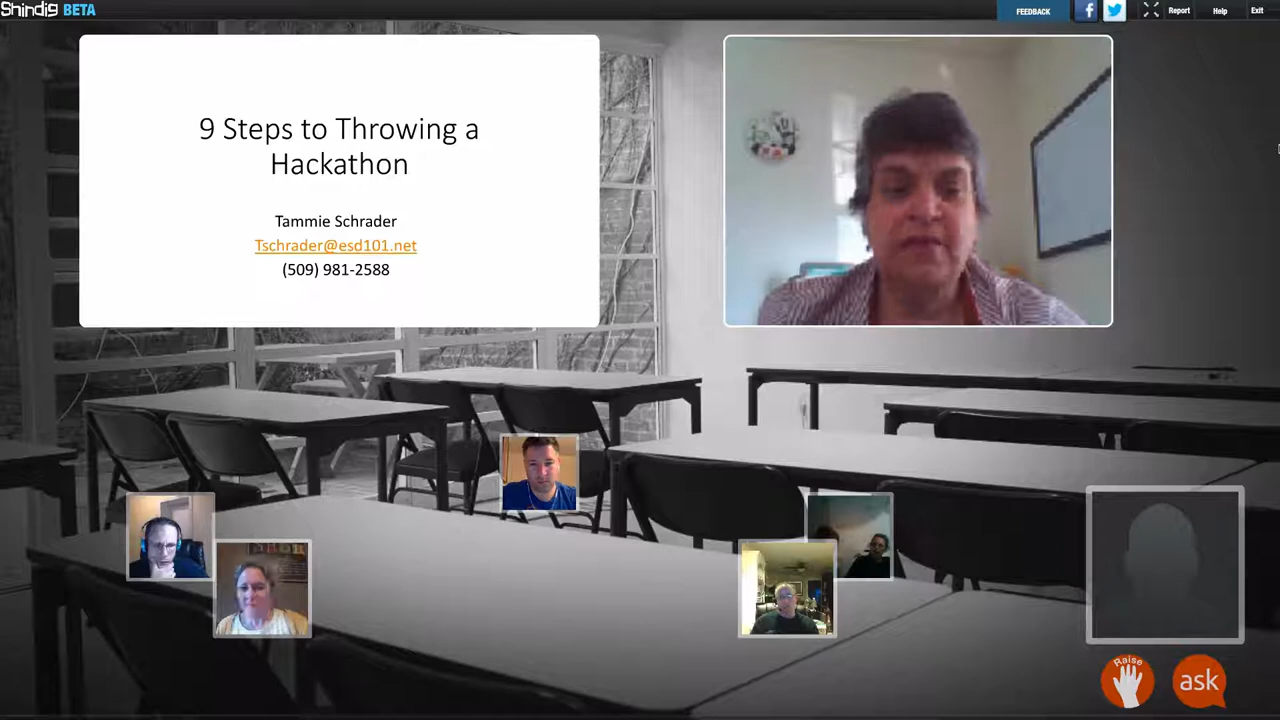 Shindig BETA
FEEDBACK
Report
Help
Exit
9 Steps to Throwing a
Hackathon
Tammie Schrader
Tschrader@esd101.net
(509) 981-2588
Raise
ask